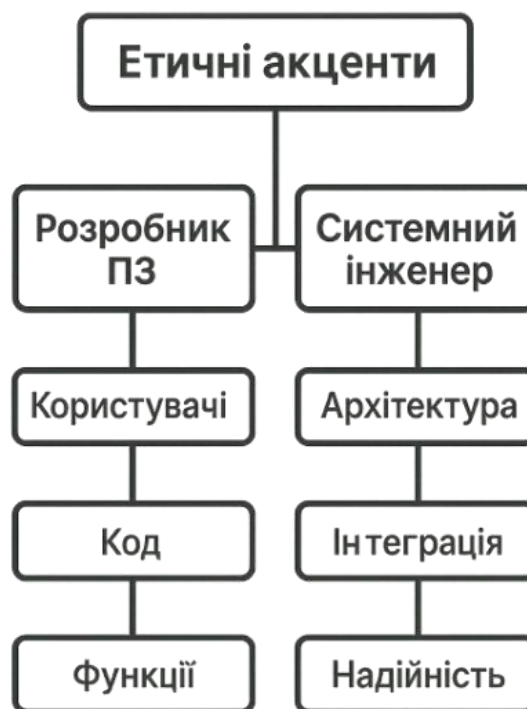 Етичні акценти
Розробник
ПЗ
Системний
інженер
Користувачі
Архітектура
Код
Інтеграція
Функції
Надійність